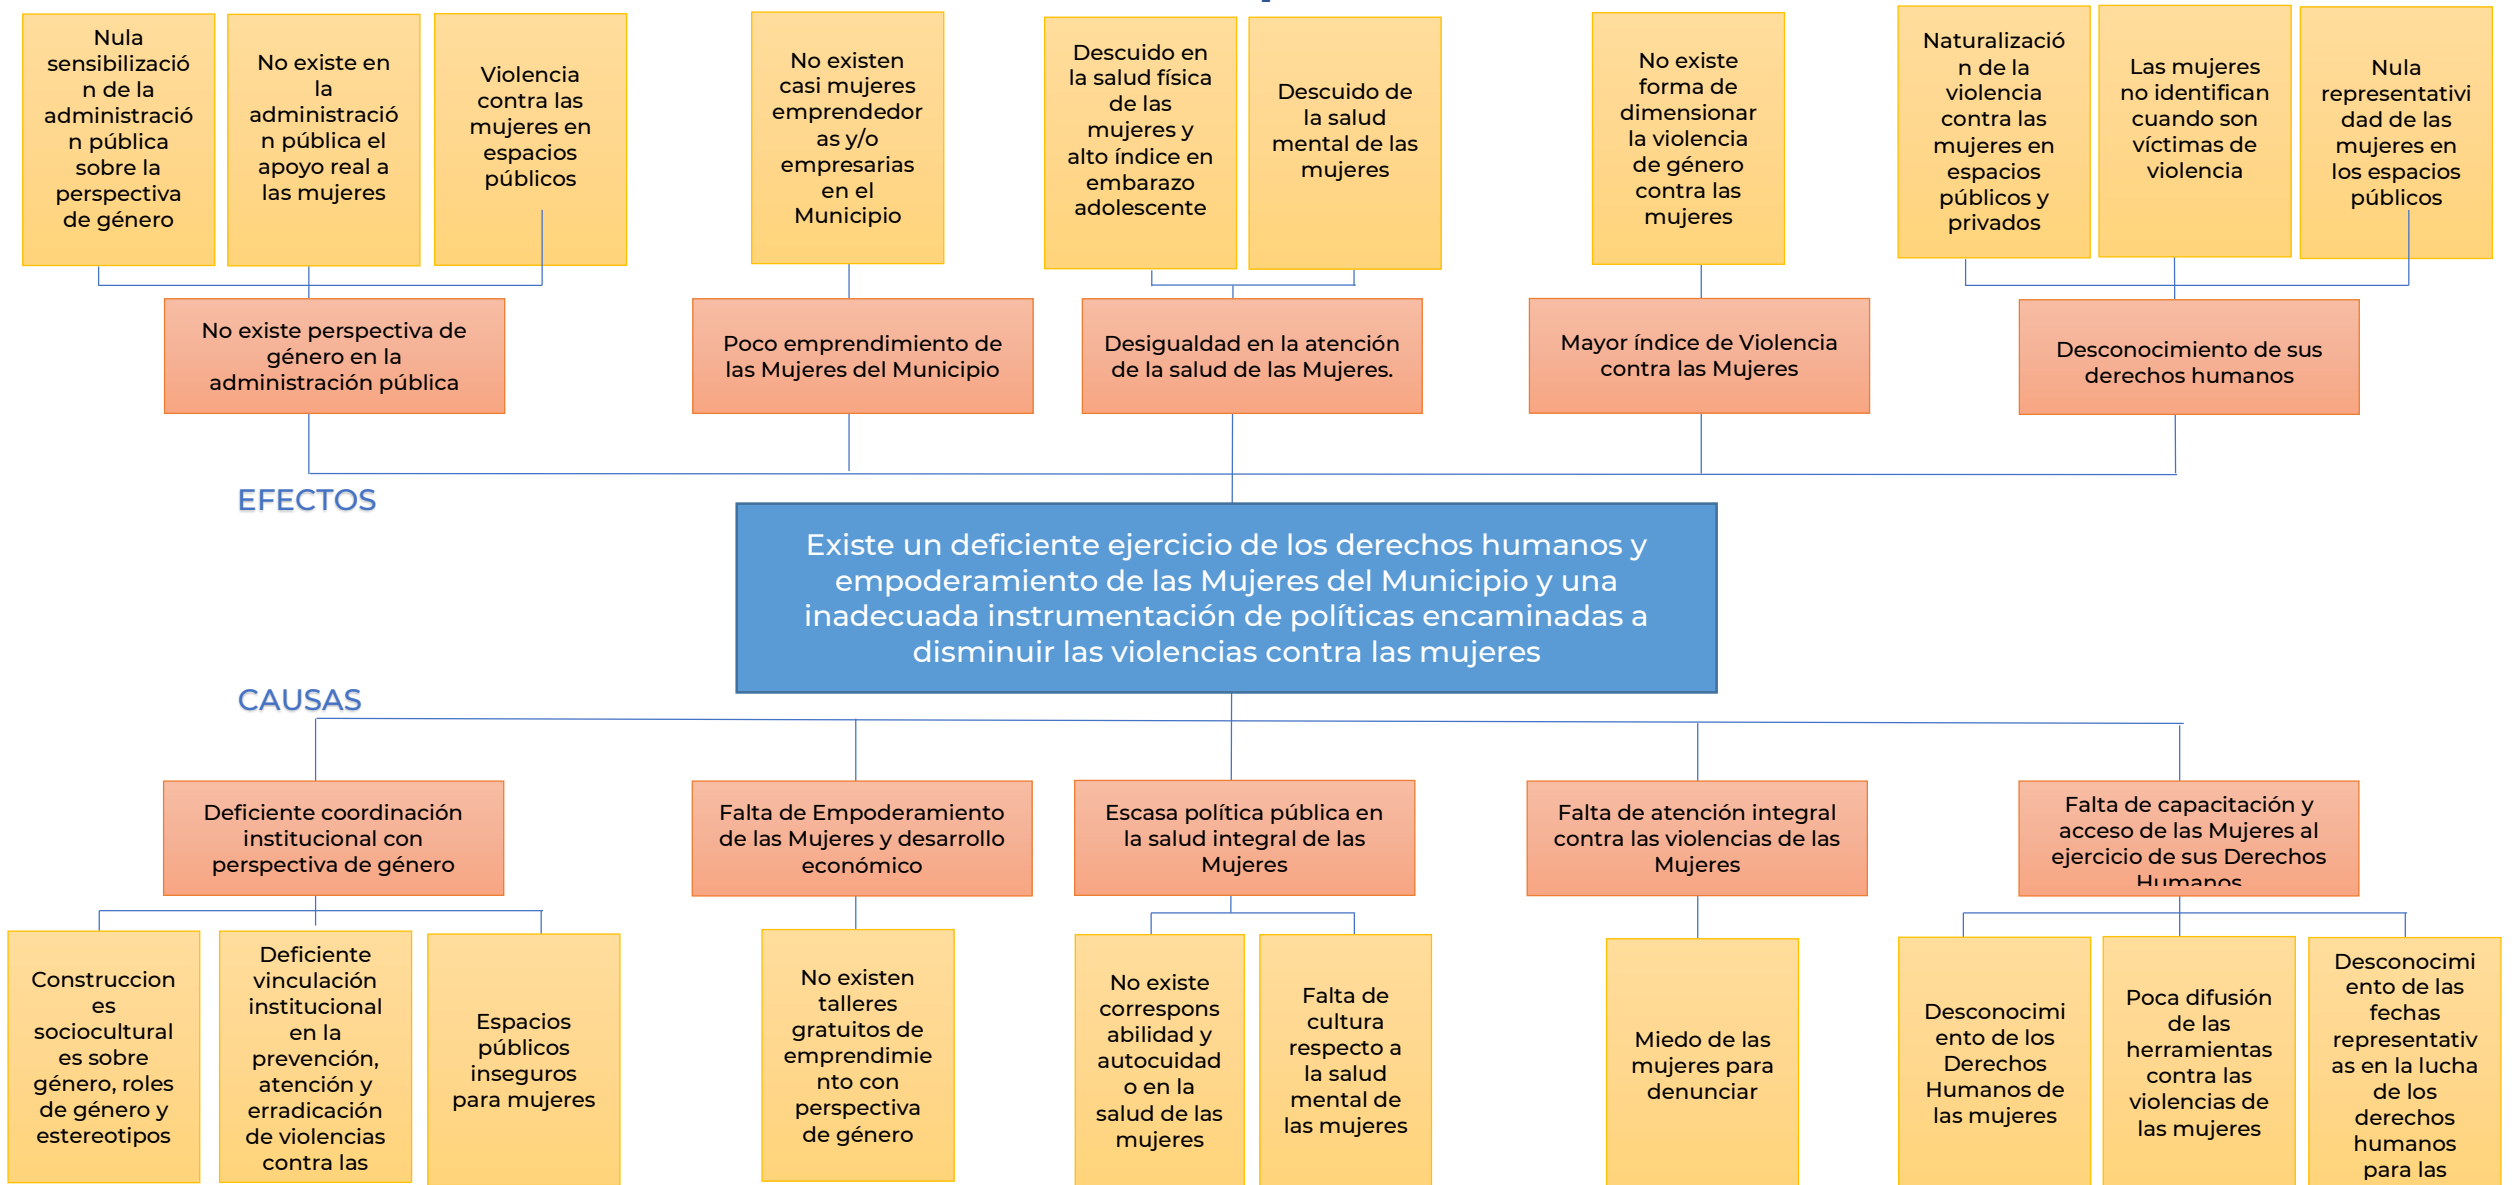 Nula
sensibilizació
n de la
administració
n pública
sobre la
perspectiva
de género
No existe en
la
administració
n pública el
apoyo real a
las mujeres
Violencia
contra las
mujeres en
espacios
públicos
No existen
casi mujeres
emprendedor
as y/o
empresarias
en el
Municipio
Descuido en
la salud física
de las
mujeres y
alto índice en
embarazo
adolescente
Descuido de
la salud
mental de las
mujeres
No existe
forma de
dimensionar
la violencia
de género
contra las
mujeres
Naturalizació
n de la
violencia
contra las
mujeres en
espacios
públicos y
privados
Las mujeres
no identifican
cuando son
víctimas de
violencia
Nula
representativi
dad de las
mujeres en
los espacios
públicos
No existe perspectiva de
género en la
administración pública
Poco emprendimiento de
las Mujeres del Municipio
Desigualdad en la atención
de la salud de las Mujeres.
Mayor índice de Violencia
contra las Mujeres
Desconocimiento de sus
derechos humanos
EFECTOS
Existe un deficiente ejercicio de los derechos humanos y
empoderamiento de las Mujeres del Municipio y una
inadecuada instrumentación de políticas encaminadas a
disminuir las violencias contra las mujeres
CAUSAS
Deficiente coordinación
institucional con
perspectiva de género
Falta de Empoderamiento
de las Mujeres y desarrollo
económico
Escasa política pública en
la salud integral de las
Mujeres
Falta de atención integral
contra las violencias de las
Mujeres
Falta de capacitación y
acceso de las Mujeres al
ejercicio de sus Derechos
Humanos
Construccion
es
sociocultural
es sobre
género, roles
de género y
estereotipos
Deficiente
vinculación
institucional
en la
prevención,
atención y
erradicación
de violencias
contra las
Espacios
públicos
inseguros
para mujeres
No existen
talleres
gratuitos de
emprendimie
nto con
perspectiva
de género
No existe
correspons
abilidad y
autocuidad
o en la
salud de las
mujeres
Falta de
cultura
respecto a
la salud
mental de
las mujeres
Miedo de las
mujeres para
denunciar
Desconocimi
ento de los
Derechos
Humanos de
las mujeres
Poca difusión
de las
herramientas
contra las
violencias de
las mujeres
Desconocimi
ento de las
fechas
representativ
as en la lucha
de los
derechos
humanos
para las